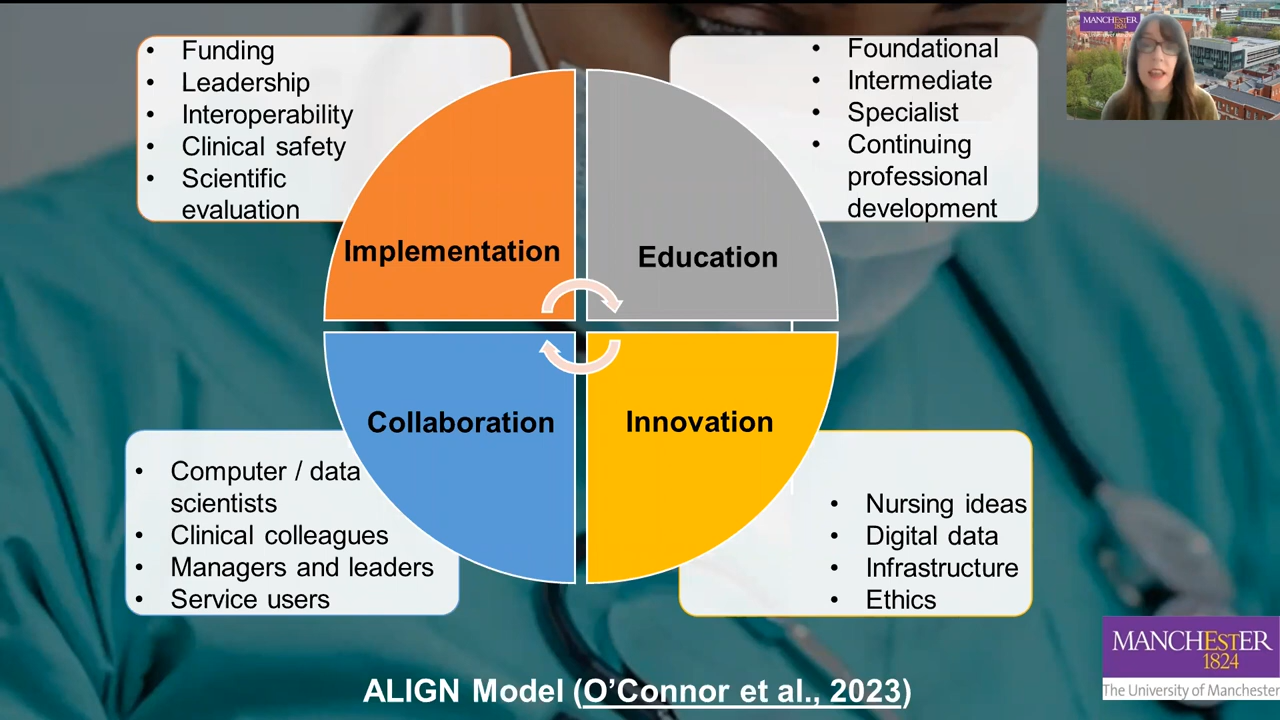 • Funding
• Leadership
• Interoperability
• Clinical safety
• Scientific
evaluation
• Foundational
• Intermediate
• Specialist
• Continuing
professional
development
MANCHESTER
1824
Implementation
Education
Collaboration
Innovation
• Computer / data
scientists
• Clinical colleagues
• Managers and leaders
• Service users
• Nursing ideas
• Digital data
• Infrastructure
• Ethics
MANCHESTER
1824
The University of Manchester
ALIGN Model (O’Connor et al., 2023)